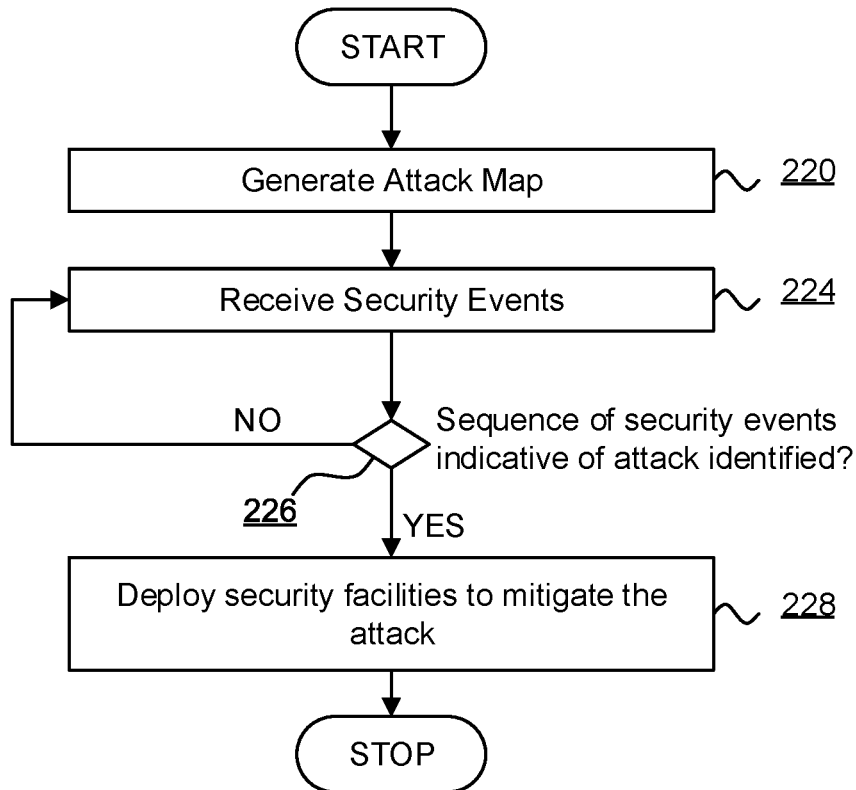 START
Generate Attack Map
220
Receive Security Events
224
NO
Sequence of security events
indicative of attack identified?
226
YES
Deploy security facilities to mitigate the
attack
228
STOP